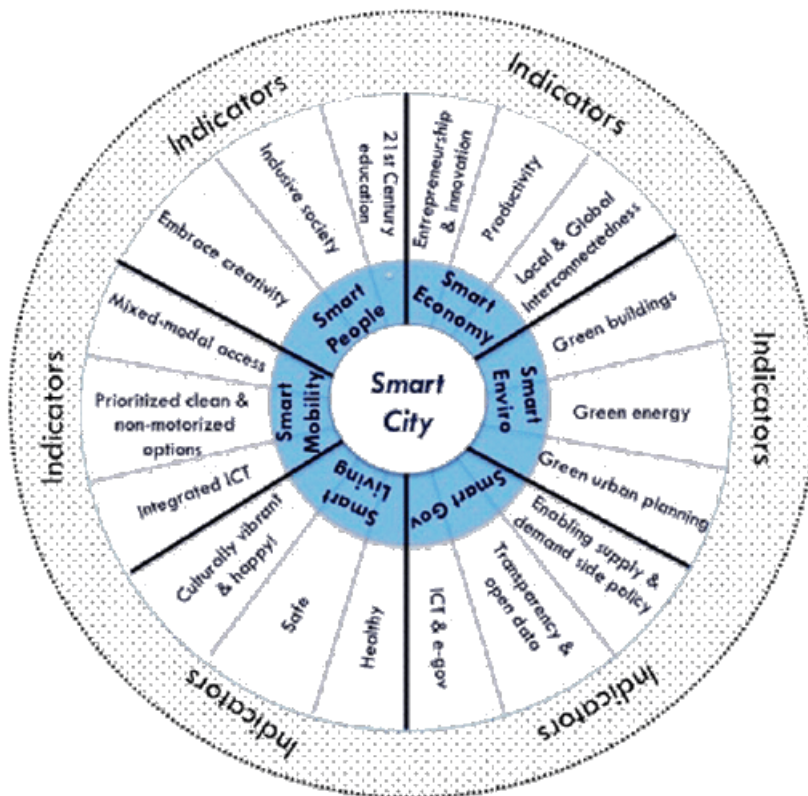 Smart
City
Smart
Economy
Entrepreneurship
& innovation
Productivity
Local & Global
Interconnectedness
Indicators
Smart
Enviro
Green buildings
Green energy
Green urban planning
Indicators
Smart Gov
Enabling supply &
demand side policy
Transparency &
open data
ICT & e-gov
Indicators
Smart
Living
Healthy
Safe
Culturally vibrant
& happy!
Indicators
Smart
Mobility
Integrated ICT
Prioritized clean &
non-motorized
options
Mixed-modal access
Indicators
Smart
People
Embrace creativity
Inclusive society
21st Century
education
Indicators